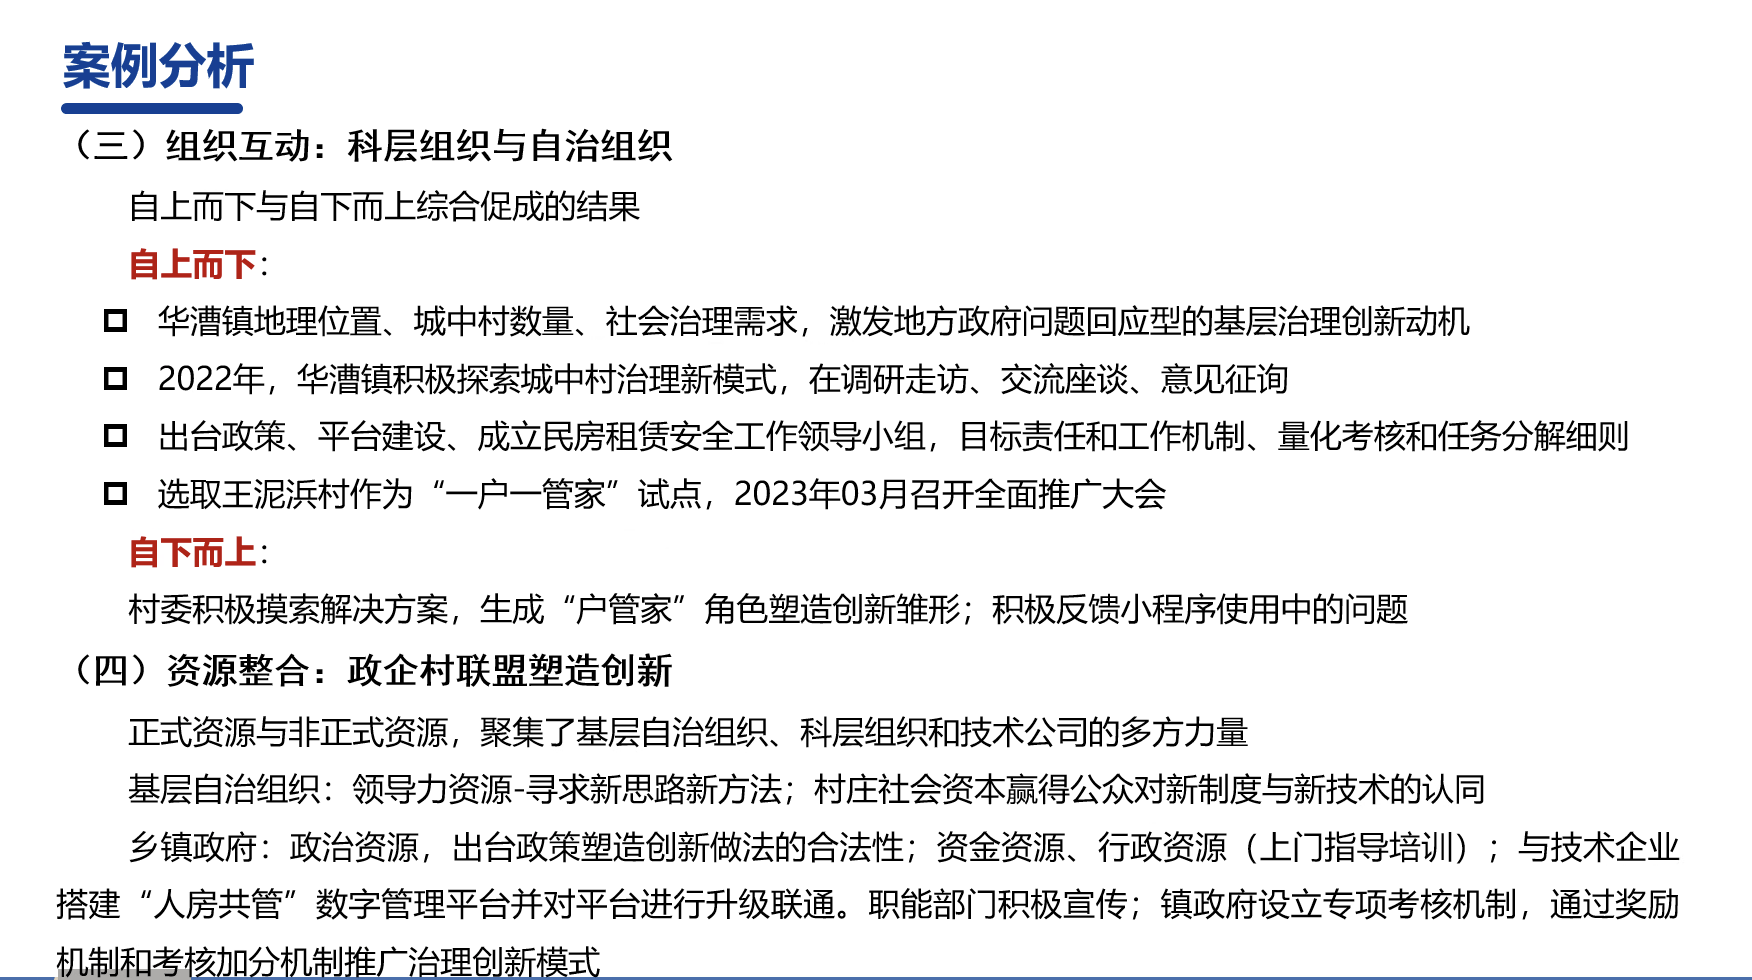 案例分析
（三）组织互动：科层组织与自治组织
自上而下与自下而上综合促成的结果
自上而下：
华漕镇地理位置、城中村数量、社会治理需求，激发地方政府问题回应型的基层治理创新动机
2022年，华漕镇积极探索城中村治理新模式，在调研走访、交流座谈、意见征询
出台政策、平台建设、成立民房租赁安全工作领导小组，目标责任和工作机制、量化考核和任务分解细则
选取王泥浜村作为“一户一管家”试点，2023年03月召开全面推广大会
自下而上：
村委积极摸索解决方案，生成“户管家”角色塑造创新雏形；积极反馈小程序使用中的问题
（四）资源整合：政企村联盟塑造创新
正式资源与非正式资源，聚集了基层自治组织、科层组织和技术公司的多方力量
基层自治组织：领导力资源-寻求新思路新方法；村庄社会资本赢得公众对新制度与新技术的认同
乡镇政府：政治资源，出台政策塑造创新做法的合法性；资金资源、行政资源（上门指导培训）；与技术企业
搭建“人房共管”数字管理平台并对平台进行升级联通。职能部门积极宣传；镇政府设立专项考核机制，通过奖励
机制和考核加分机制推广治理创新模式